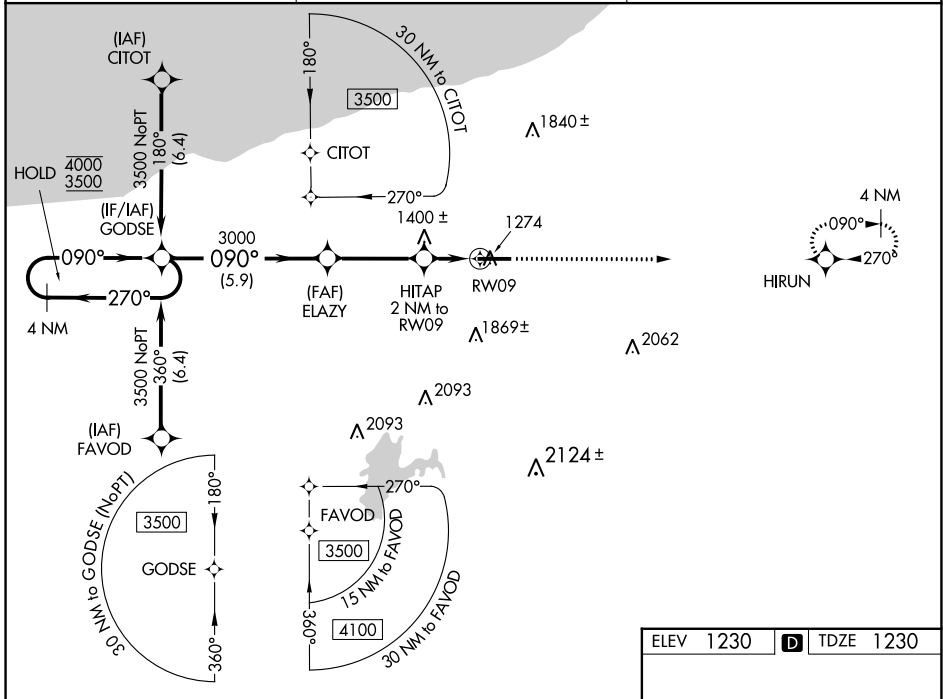 (IAF)
CITOT
3500 NoPT
180°
(6.4)
30 NM to CITOT
180°
3500
CITOT
270°
1840 ±
HOLD
4000
3500
(IF/IAF)
GODSE
090°
270°
4 NM
3000
090°
(5.9)
(FAF)
ELAZY
1400 ±
HITAP
2 NM to
RW09
1274
RW09
4 NM
090°
270°
HIRUN
3500 NoPT
360°
(6.4)
(IAF)
FAVOD
1869 ±
2062
2093
2093
2124 ±
30 NM to GODSE (NoPT)
180°
3500
GODSE
360°
270°
FAVOD
3500
15 NM to FAVOD
4100
30 NM to FAVOD
360°
ELEV 1230 D TDZE 1230